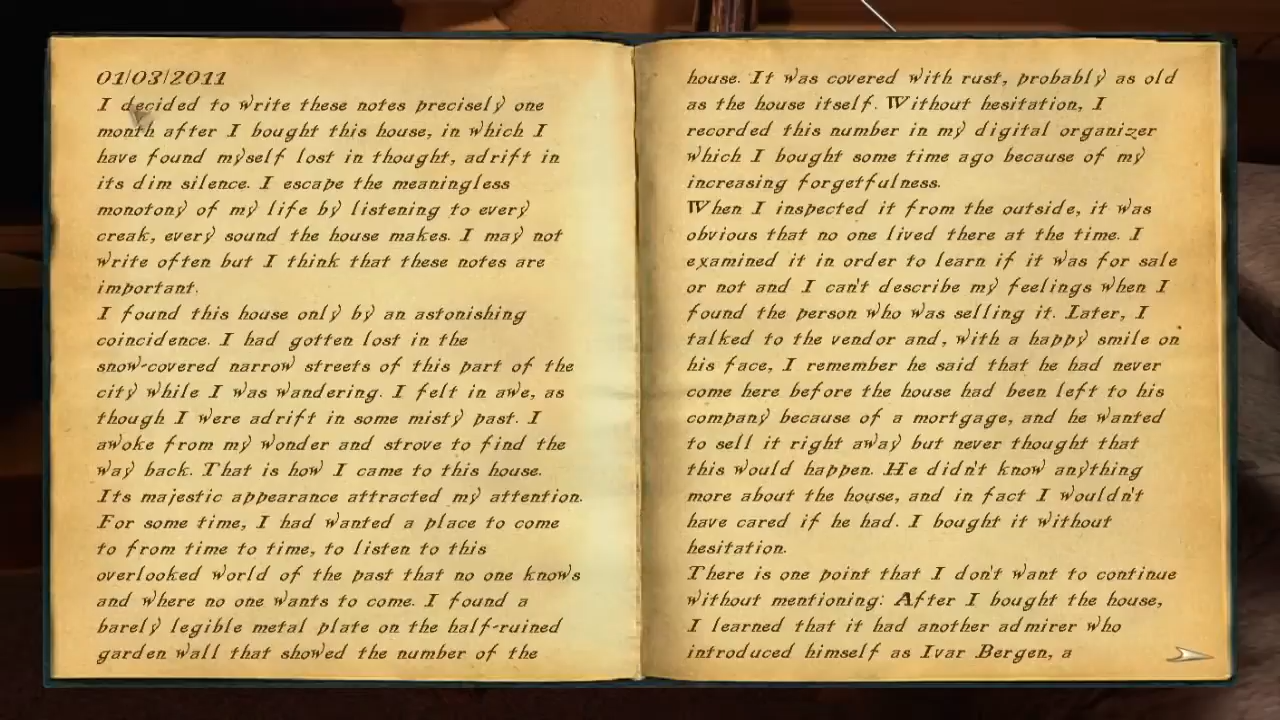 01/03/2011
I decided to write these notes precisely one
month after I bought this house, in which I
have found myself lost in thought, adrift in
its dim silence. I escape the meaningless
monotony of my life by listening to every
creak, every sound the house makes. I may not
write often but I think that these notes are
important.
I found this house only by an astonishing
coincidence. I had gotten lost in the
snow-covered narrow streets of this part of the
city while I was wandering. I felt in awe, as
though I were adrift in some misty past. I
awoke from my wonder and strove to find the
way back. That is how I came to this house.
Its majestic appearance attracted my attention.
For some time, I had wanted a place to come
to from time to time, to listen to this
overlooked world of the past that no one knows
and where no one wants to come. I found a
barely legible metal plate on the half-ruined
garden wall that showed the number of the
house. It was covered with rust, probably as old
as the house itself. Without hesitation, I
recorded this number in my digital organizer
which I bought some time ago because of my
increasing forgetfulness.
When I inspected it from the outside, it was
obvious that no one lived there at the time. I
examined it in order to learn if it was for sale
or not and I can't describe my feelings when I
found the person who was selling it. Later, I
talked to the vendor and, with a happy smile on
his face, I remember he said that he had never
come here before the house had been left to his
company because of a mortgage, and he wanted
to sell it right away but never thought that
this would happen. He didn't know anything
more about the house, and in fact I wouldn't
have cared if he had. I bought it without
hesitation.
There is one point that I don't want to continue
without mentioning: After I bought the house,
I learned that it had another admirer who
introduced himself as Ivar Bergen, a